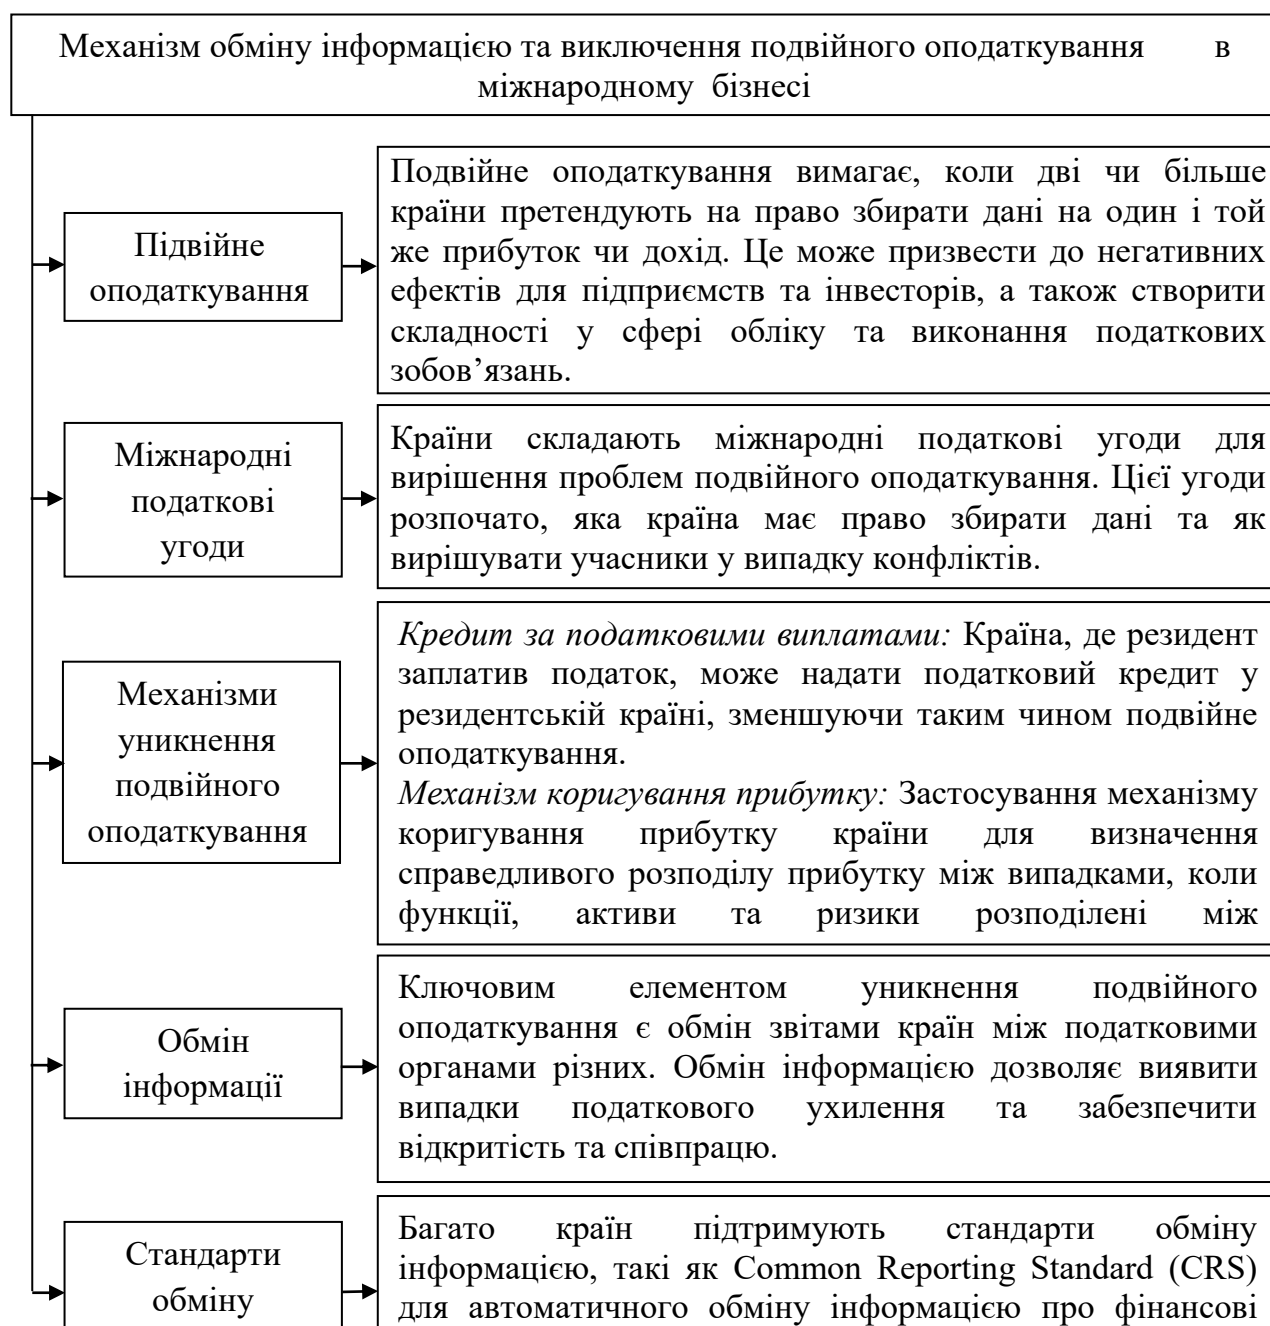 Механізм обміну інформацією та виключення подвійного оподаткування в
міжнародному бізнесі
Підвійне
оподаткування
Подвійне оподаткування вимагає, коли дві чи більше
країни претендують на право збирати дані на один і той
же прибуток чи дохід. Це може призвести до негативних
ефектів для підприємств та інвесторів, а також створити
складності у сфері обліку та виконання податкових
зобов’язань.
Міжнародні
податкові
угоди
Країни складають міжнародні податкові угоди для
вирішення проблем подвійного оподаткування. Цієї угоди
розпочато, яка країна має право збирати дані та як
вирішувати учасники у випадку конфліктів.
Механізми
уникнення
подвійного
оподаткування
Кредит за податковими виплатами: Країна, де резидент
заплатив податок, може надати податковий кредит у
резидентській країні, зменшуючи таким чином подвійне
оподаткування.
Механізм коригування прибутку: Застосування механізму
коригування прибутку країни для визначення
справедливого розподілу прибутку між випадками, коли
функції, активи та ризики розподілені між
Обмін
інформації
Ключовим елементом уникнення подвійного
оподаткування є обмін звітами країн між податковими
органами різних. Обмін інформацією дозволяє виявити
випадки податкового ухилення та забезпечити
відкритість та співпрацю.
Стандарти
обміну
Багато країн підтримують стандарти обміну
інформацією, такі як Common Reporting Standard (CRS)
для автоматичного обміну інформацією про фінансові